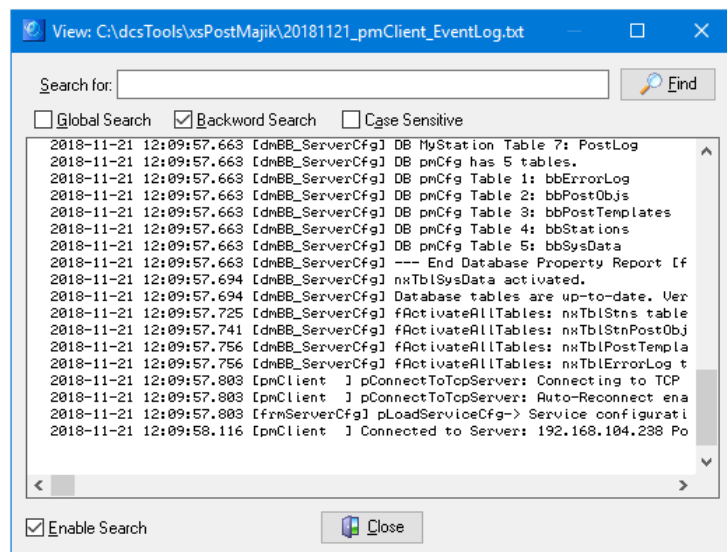 View: C:\dcsTools\xsPostMajik\20181121_pmClient_EventLog.txt
Search for:
Find
Global Search Backword Search Case Sensitive
2018-11-21 12:09:57.663 [dmBB_ServerCfg] DB MyStation Table 7: PostLog
2018-11-21 12:09:57.663 [dmBB_ServerCfg] DB pmCfg has 5 tables.
2018-11-21 12:09:57.663 [dmBB_ServerCfg] DB pmCfg Table 1: bbErrorLog
2018-11-21 12:09:57.663 [dmBB_ServerCfg] DB pmCfg Table 2: bbPostObjs
2018-11-21 12:09:57.663 [dmBB_ServerCfg] DB pmCfg Table 3: bbPostTemplates
2018-11-21 12:09:57.663 [dmBB_ServerCfg] DB pmCfg Table 4: bbStations
2018-11-21 12:09:57.663 [dmBB_ServerCfg] DB pmCfg Table 5: bbSysData
2018-11-21 12:09:57.663 [dmBB_ServerCfg] --- End Database Property Report [f
2018-11-21 12:09:57.694 [dmBB_ServerCfg] nxTblSysData activated.
2018-11-21 12:09:57.694 [dmBB_ServerCfg] Database tables are up-to-date. Ver
2018-11-21 12:09:57.725 [dmBB_ServerCfg] fActivateAllTables: nxTblStns table
2018-11-21 12:09:57.741 [dmBB_ServerCfg] fActivateAllTables: nxTblStnPostObj
2018-11-21 12:09:57.756 [dmBB_ServerCfg] fActivateAllTables: nxTblPostTempla
2018-11-21 12:09:57.756 [dmBB_ServerCfg] fActivateAllTables: nxTblErrorLog t
2018-11-21 12:09:57.803 [pmClient ] pConnectToTcpServer: Connecting to TCP
2018-11-21 12:09:57.803 [pmClient ] pConnectToTcpServer: Auto-Reconnect ena
2018-11-21 12:09:57.803 [frmServerCfg] pLoadServiceCfg-> Service configurati
2018-11-21 12:09:58.116 [pmClient ] Connected to Server: 192.168.104.238 Po
Enable Search
Close